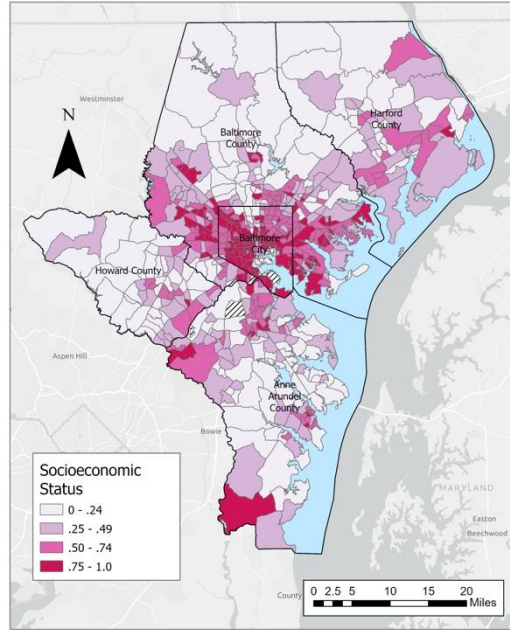 Westminster
N
Harford
County
Baltimore
County
Baltimore
City
Howard County
Aspen Hill
Anne
Arundel
County
Bowie
Socioeconomic
Status
0 - .24
.25 - .49
.50 - .74
.75 - 1.0
MARYLAND
Easton
Beechwood
County
0 2.5 5 10 15 20
Miles